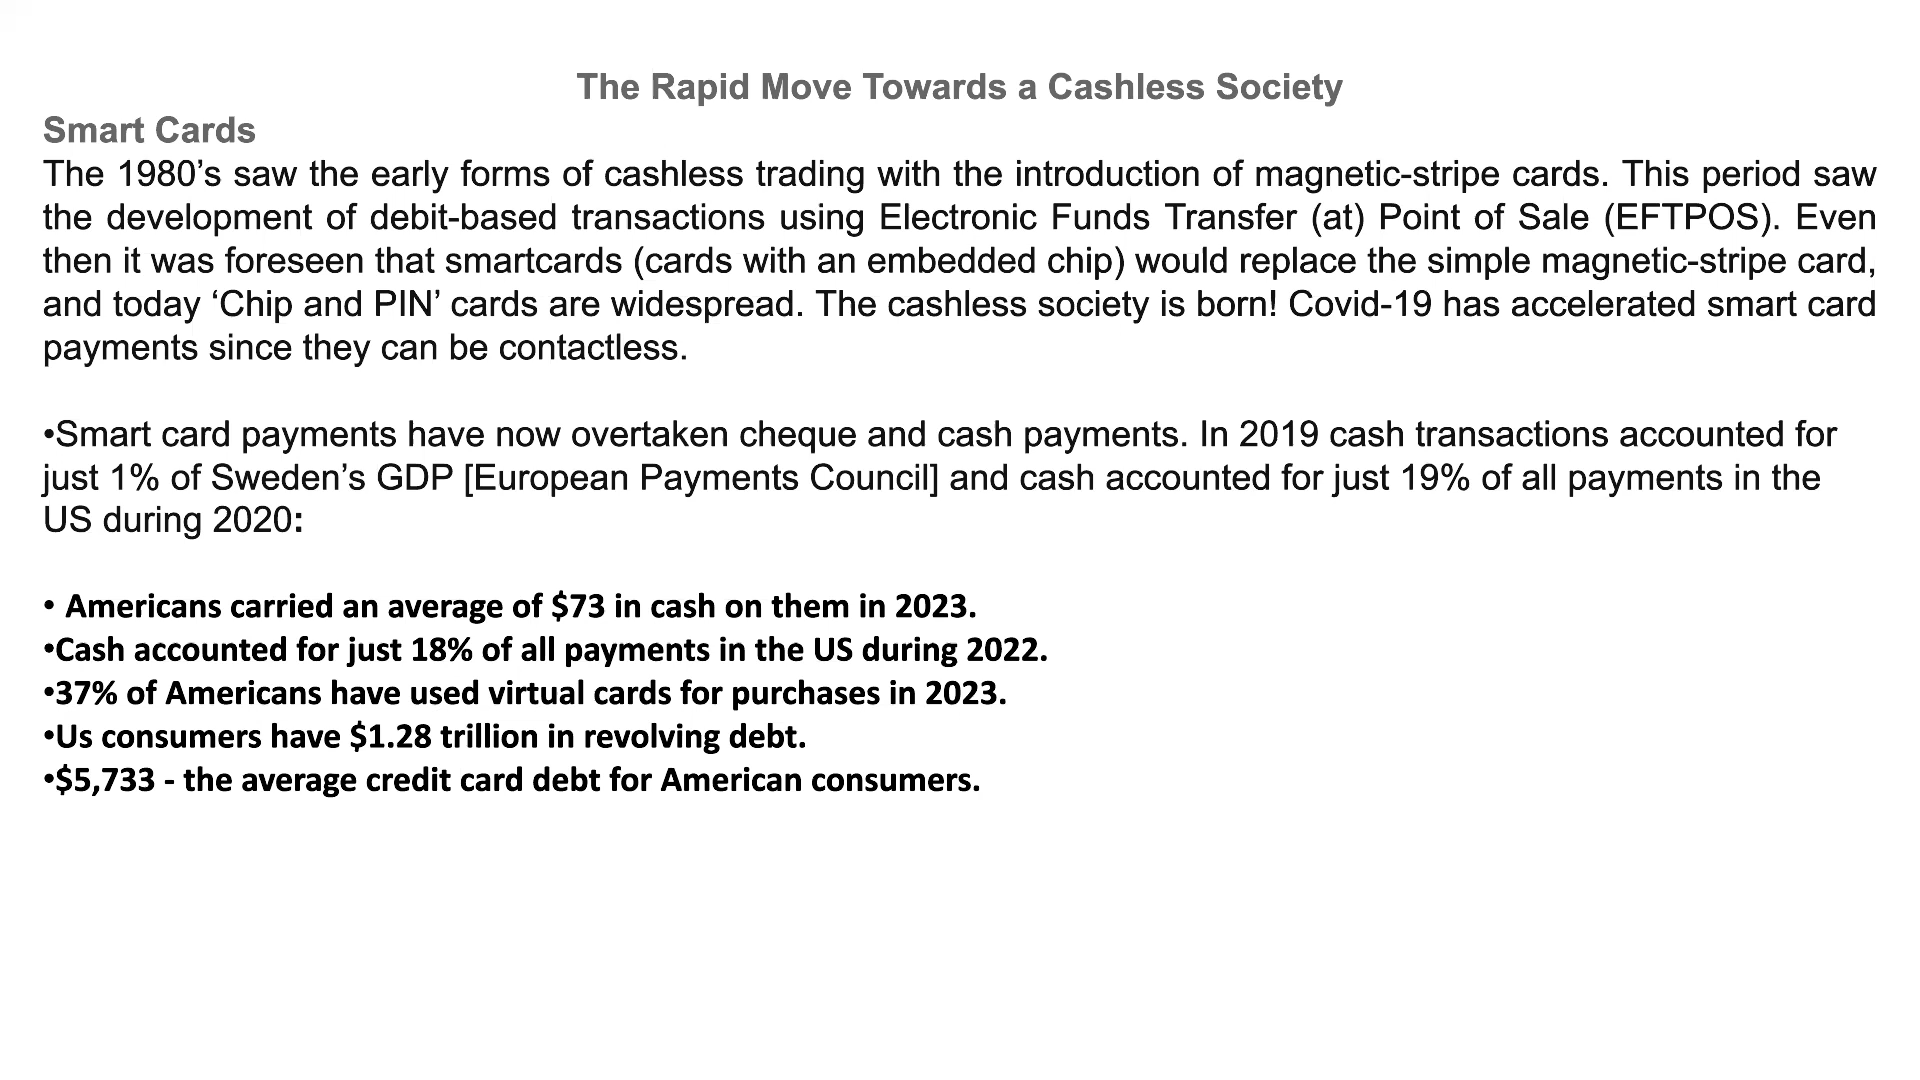 The Rapid Move Towards a Cashless Society
Smart Cards
The 1980’s saw the early forms of cashless trading with the introduction of magnetic-stripe cards. This period saw
the development of debit-based transactions using Electronic Funds Transfer (at) Point of Sale (EFTPOS). Even
then it was foreseen that smartcards (cards with an embedded chip) would replace the simple magnetic-stripe card,
and today ‘Chip and PIN’ cards are widespread. The cashless society is born! Covid-19 has accelerated smart card
payments since they can be contactless.
•Smart card payments have now overtaken cheque and cash payments. In 2019 cash transactions accounted for
just 1% of Sweden’s GDP [European Payments Council] and cash accounted for just 19% of all payments in the
US during 2020:
• Americans carried an average of $73 in cash on them in 2023.
•Cash accounted for just 18% of all payments in the US during 2022.
•37% of Americans have used virtual cards for purchases in 2023.
•Us consumers have $1.28 trillion in revolving debt.
•$5,733 - the average credit card debt for American consumers.